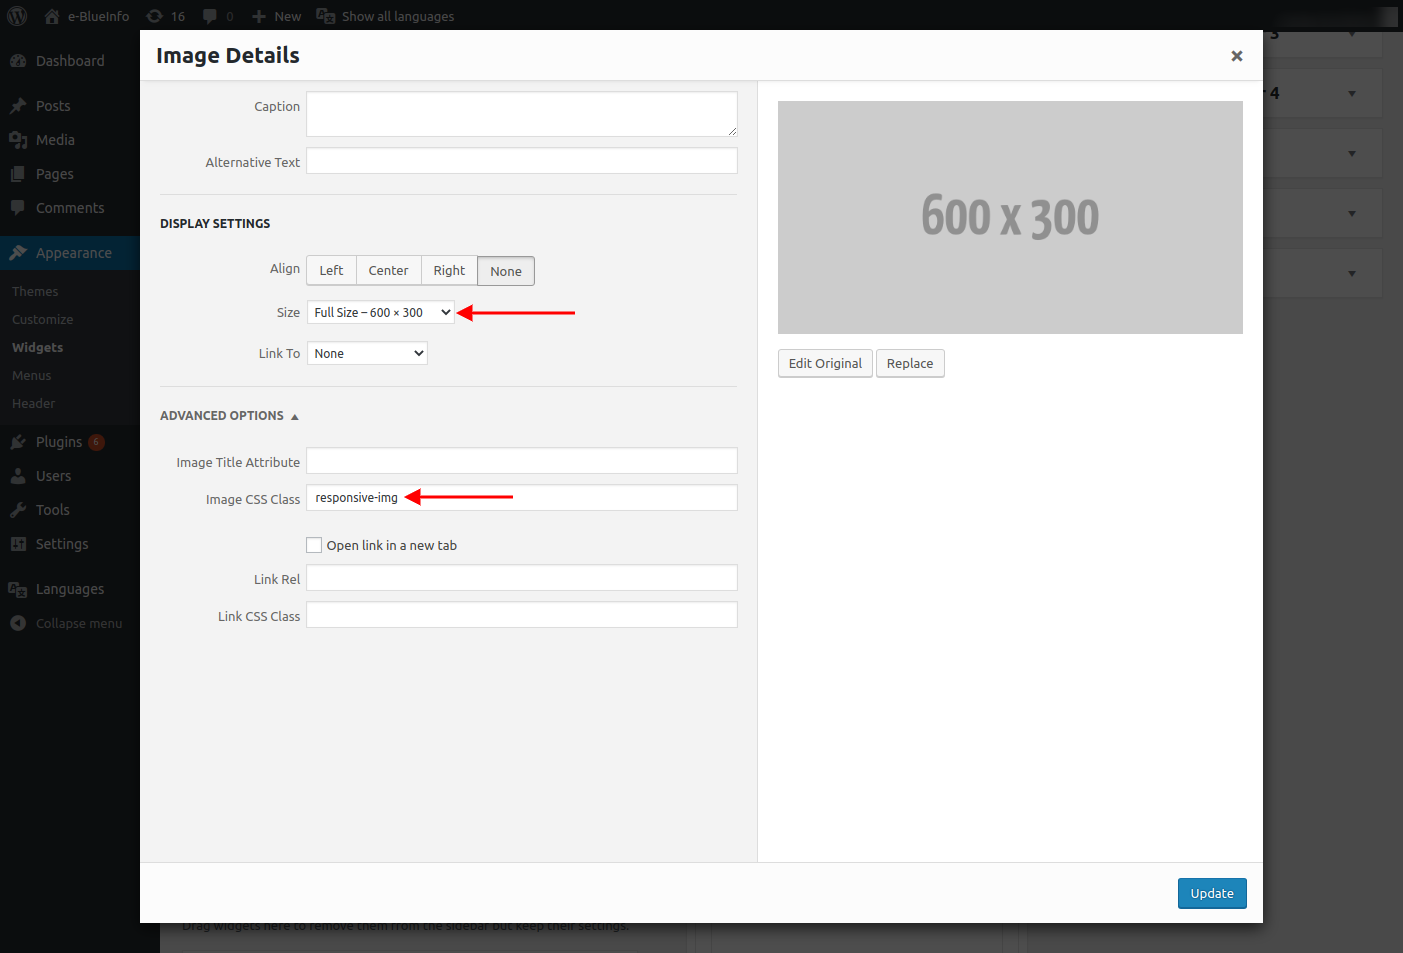 e-BlueInfo 16 0 New Show all languages
Dashboard
Posts
Media
Pages
Comments
Appearance
Themes
Customize
Widgets
Menus
Header
Plugins 6
Users
Tools
Settings
Languages
Collapse menu
Image Details
Caption
Alternative Text
DISPLAY SETTINGS
Align Left Center Right None
Size Full Size – 600 × 300
Link To None
ADVANCED OPTIONS
Image Title Attribute
Image CSS Class responsive-img
Open link in a new tab
Link Rel
Link CSS Class
600 x 300
Edit Original Replace
Update
3
4
Drag widgets here to remove them from the sidebar but keep their settings.